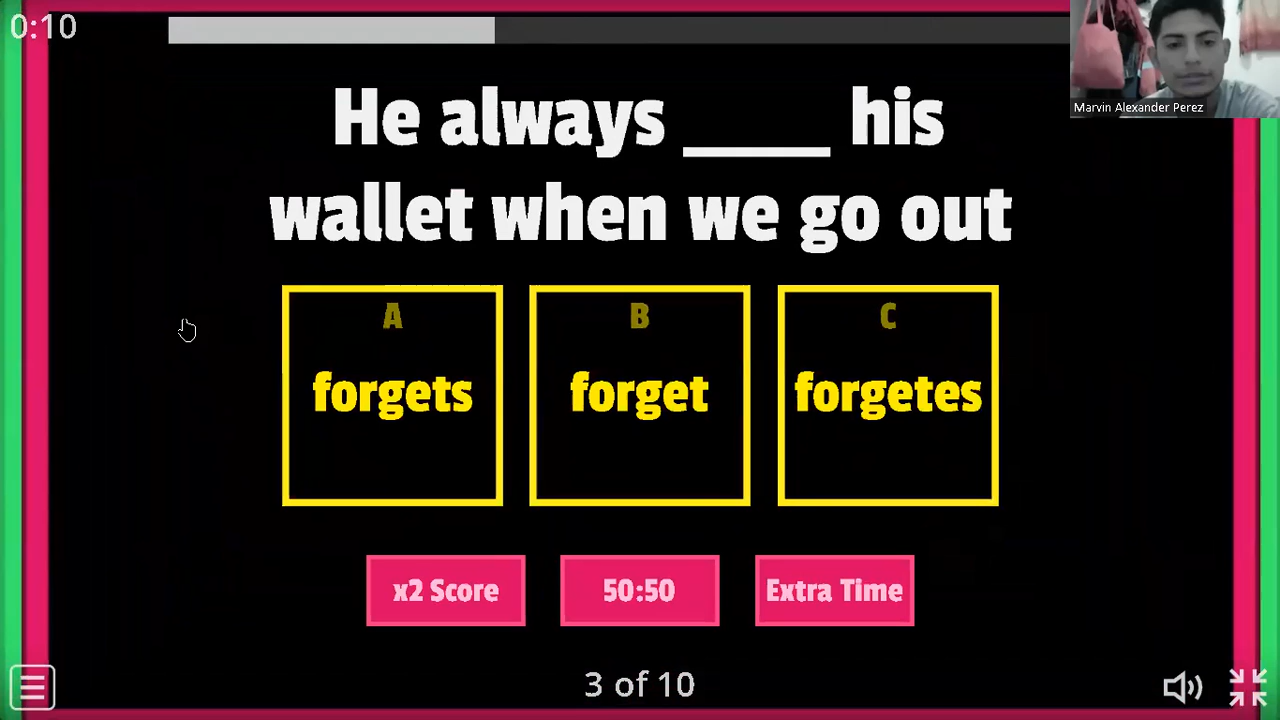 0:10
Marvin Alexander Perez
He always ____ his
wallet when we go out
A
forgets
B
forget
C
forgetes
x2 Score
50:50
Extra Time
3 of 10